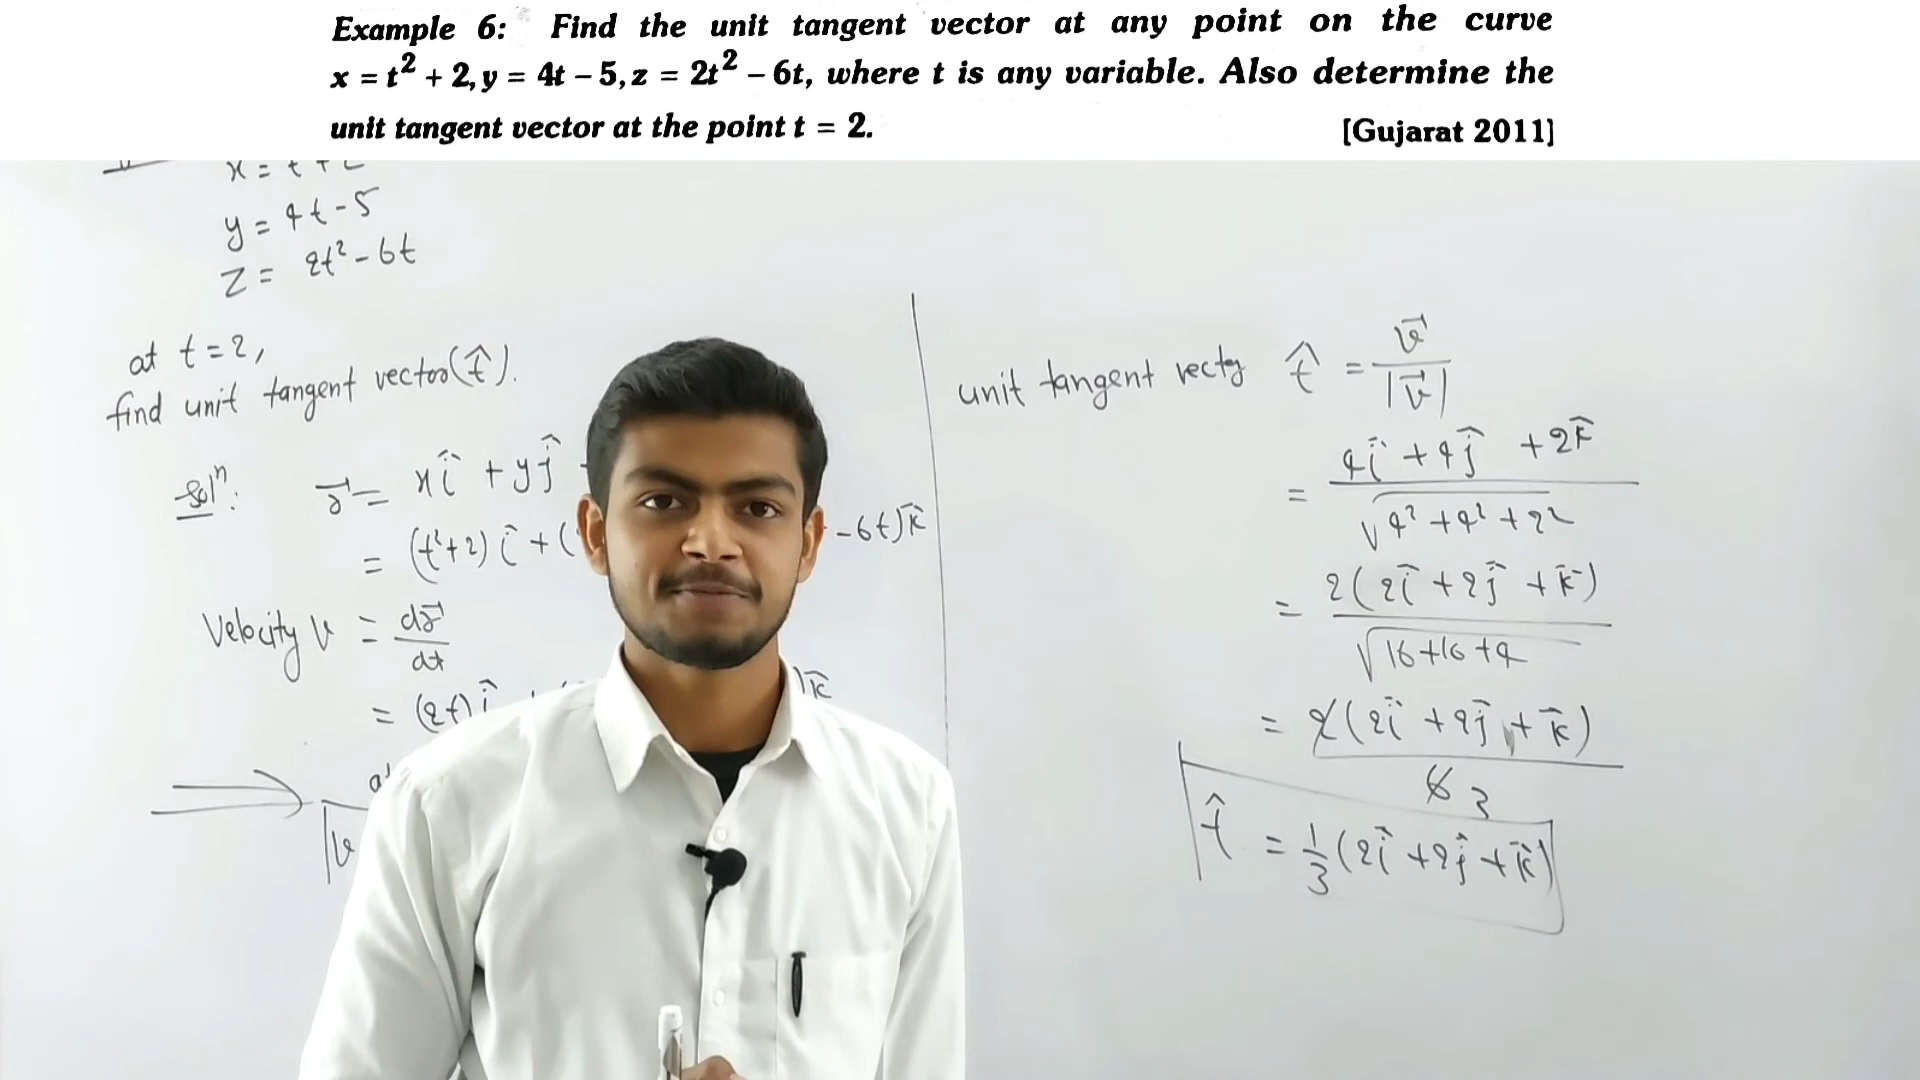 Example 6: Find the unit tangent vector at any point on the curve
x = t² + 2, y = 4t – 5, z = 2t² – 6t, where t is any variable. Also determine the
unit tangent vector at the point t = 2.
[Gujarat 2011]
y = 4t - 5
z = 2t² - 6t
at t = 2,
find unit tangent vector (t̂).
solⁿ:
= xî + yĵ
= (t²+2) î + ( - 6t) k̂
Velocity v = dr⃗/dt
= (2t) î ) k̂
unit tangent vector t̂ = v⃗/|v⃗|
= 4î + 4ĵ + 2k̂ / √4² + 4² + 2²
= 2(2î + 2ĵ + k̂) / √16+16+4
= 2(2î + 2ĵ + k̂) / 6 3
t̂ = 1/3 (2î + 2ĵ + k̂)